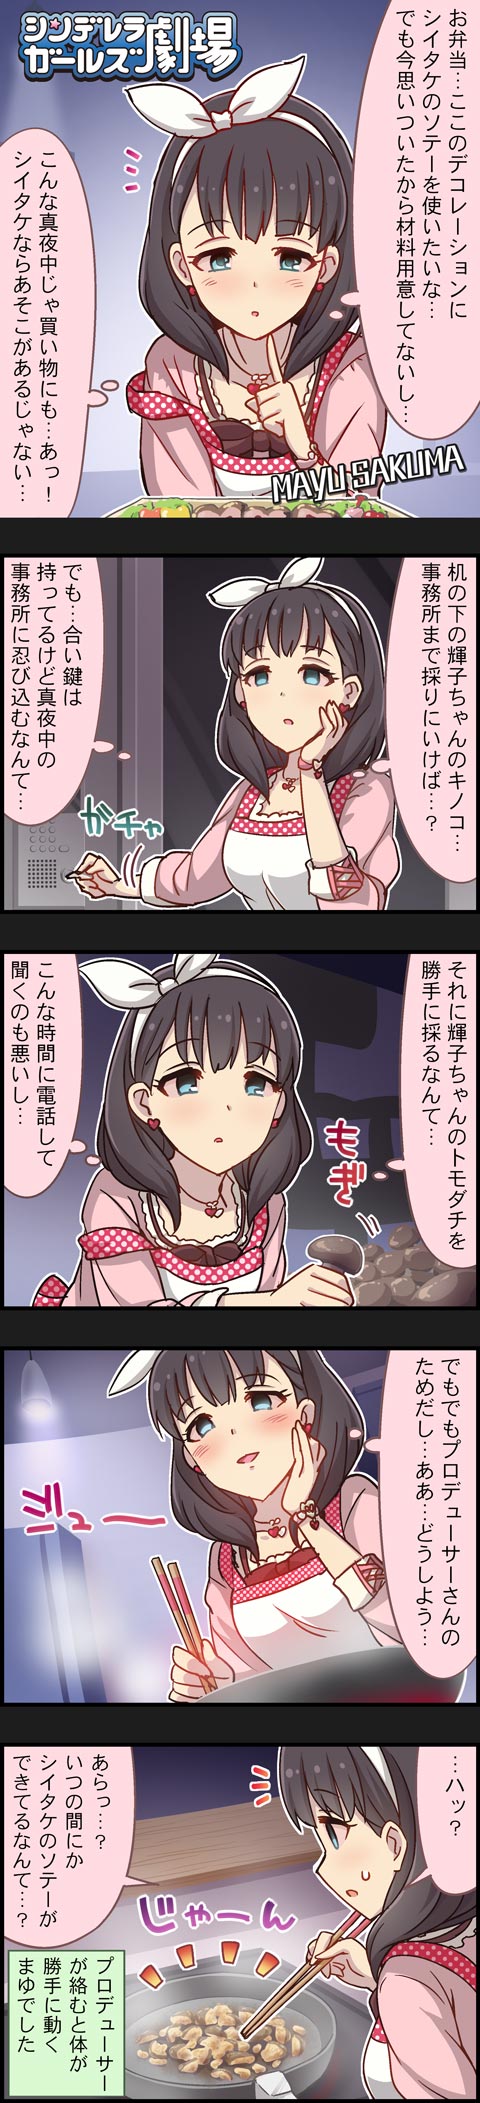 シンデレラ
ガールズ劇場
お弁当…ここのデコレーションに
シイタケのソテーを使いたいな…
でも今思いついたから材料用意してないし…
こんな真夜中じゃ買い物にも…あっ！
シイタケならあそこがあるじゃない…
MAYU SAKUMA
机の下の輝子ちゃんのキノコ…
事務所まで採りにいけば…？
でも…合い鍵は
持ってるけど真夜中の
事務所に忍び込むなんて…
ガチャ
それに輝子ちゃんのトモダチを
勝手に採るなんて…
こんな時間に電話して
聞くのも悪いし…
もぎっ
でもでもプロデューサーさんの
ためだし…ああ…どうしよう…
ジューー
…ハッ？
あらっ…？
いつの間にか
シイタケのソテーが
できてるなんて…？
じゃーん
プロデューサー
が絡むと体が
勝手に動く
まゆでした